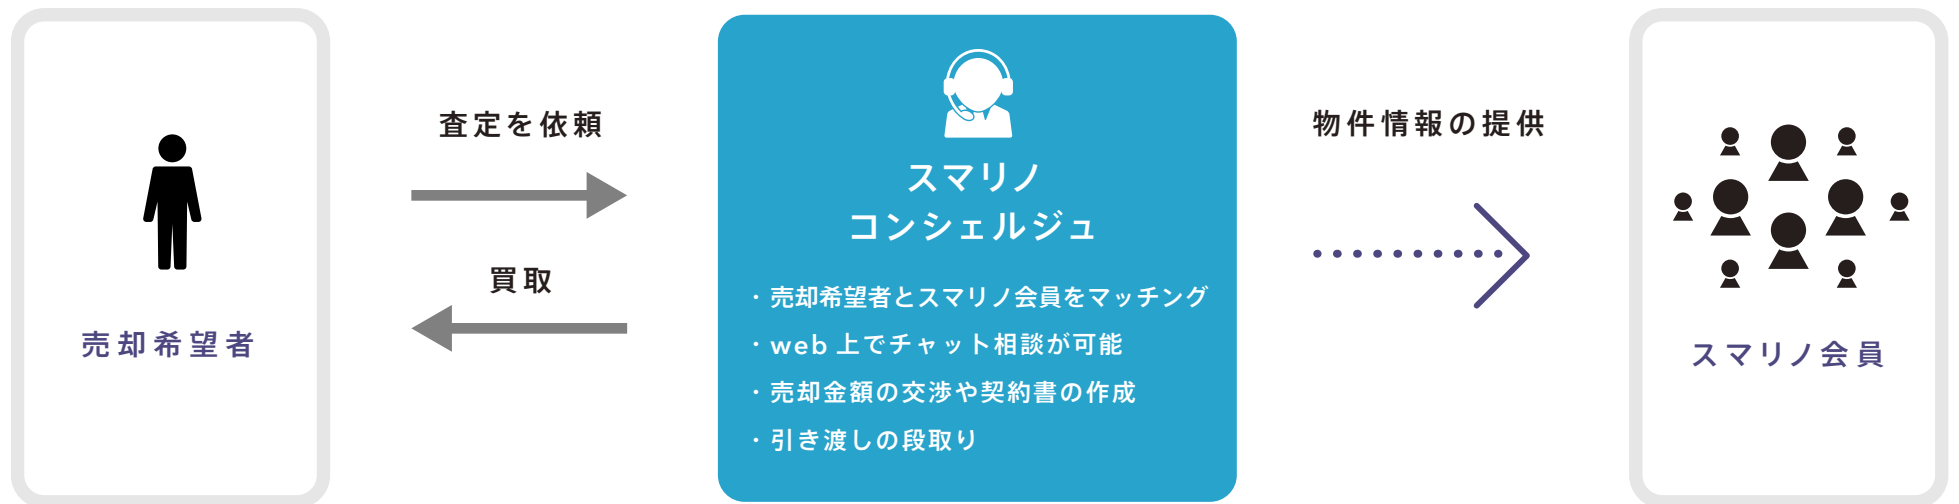 売却希望者
査定を依頼
買取
スマリノ
コンシェルジュ
・売却希望者とスマリノ会員をマッチング
・web 上でチャット相談が可能
・売却金額の交渉や契約書の作成
・引き渡しの段取り
物件情報の提供
スマリノ会員